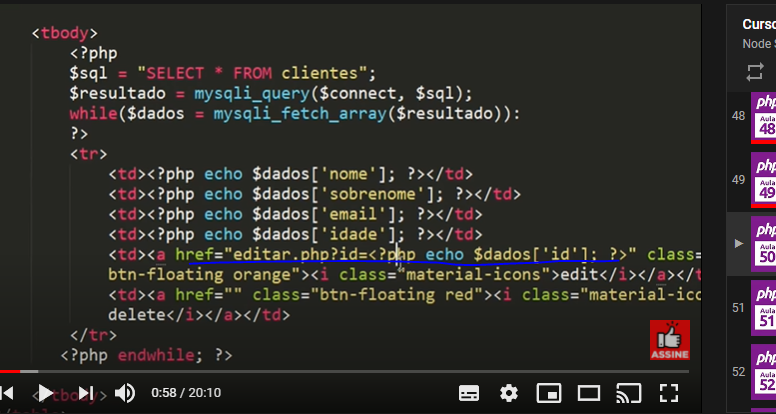 <tbody>
<?php
$sql = "SELECT * FROM clientes";
$resultado = mysqli_query($connect, $sql);
while($dados = mysqli_fetch_array($resultado)):
?>
<tr>
<td><?php echo $dados['nome']; ?></td>
<td><?php echo $dados['sobrenome']; ?></td>
<td><?php echo $dados['email']; ?></td>
<td><?php echo $dados['idade']; ?></td>
<td><a href="editar.php?id=<?php echo $dados['id']; ?>" class=
btn-floating orange"><i class="material-icons">edit</i></a></t
<td><a href="" class="btn-floating red"><i class="material-ico
delete</i></a></td>
</tr>
<?php endwhile; ?>
</tbody>
ASSINE
0:58 / 20:10
Curso
Node S
48
php
Aula
48
49
php
Aula
49
php
Aula
50
51
php
Aula
51
52
php
Aula
52